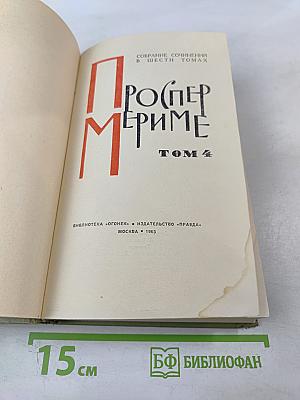 СОБРАНИЕ СОЧИНЕНИЙ
В ШЕСТИ ТОМАХ
ПРОСПЕР
МЕРИМЕ
ТОМ 4
БИБЛИОТЕКА «ОГОНЕК» • ИЗДАТЕЛЬСТВО «ПРАВДА»
МОСКВА • 1963
15 см
БФ БИБЛИОФАН